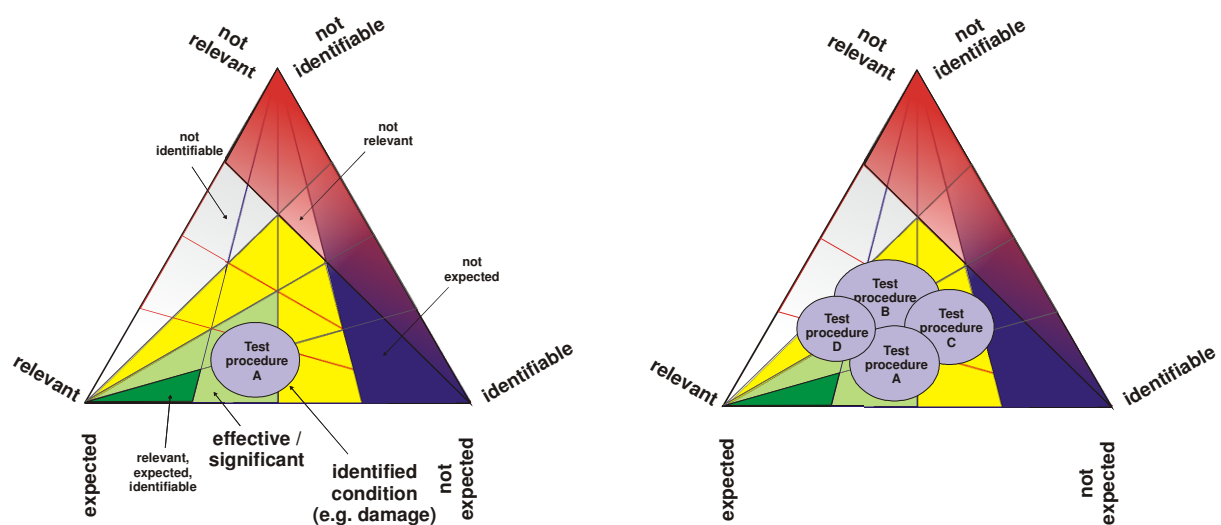 not
relevant
not
identifiable
not
identifiable
not
relevant
not
expected
Test
procedure
A
relevant
identifiable
expected
relevant,
expected,
identifiable
effective /
significant
identified
condition
(e.g. damage)
not
expected
not
relevant
not
identifiable
Test
procedure
B
Test
procedure
D
Test
procedure
C
Test
procedure
A
relevant
identifiable
expected
not
expected